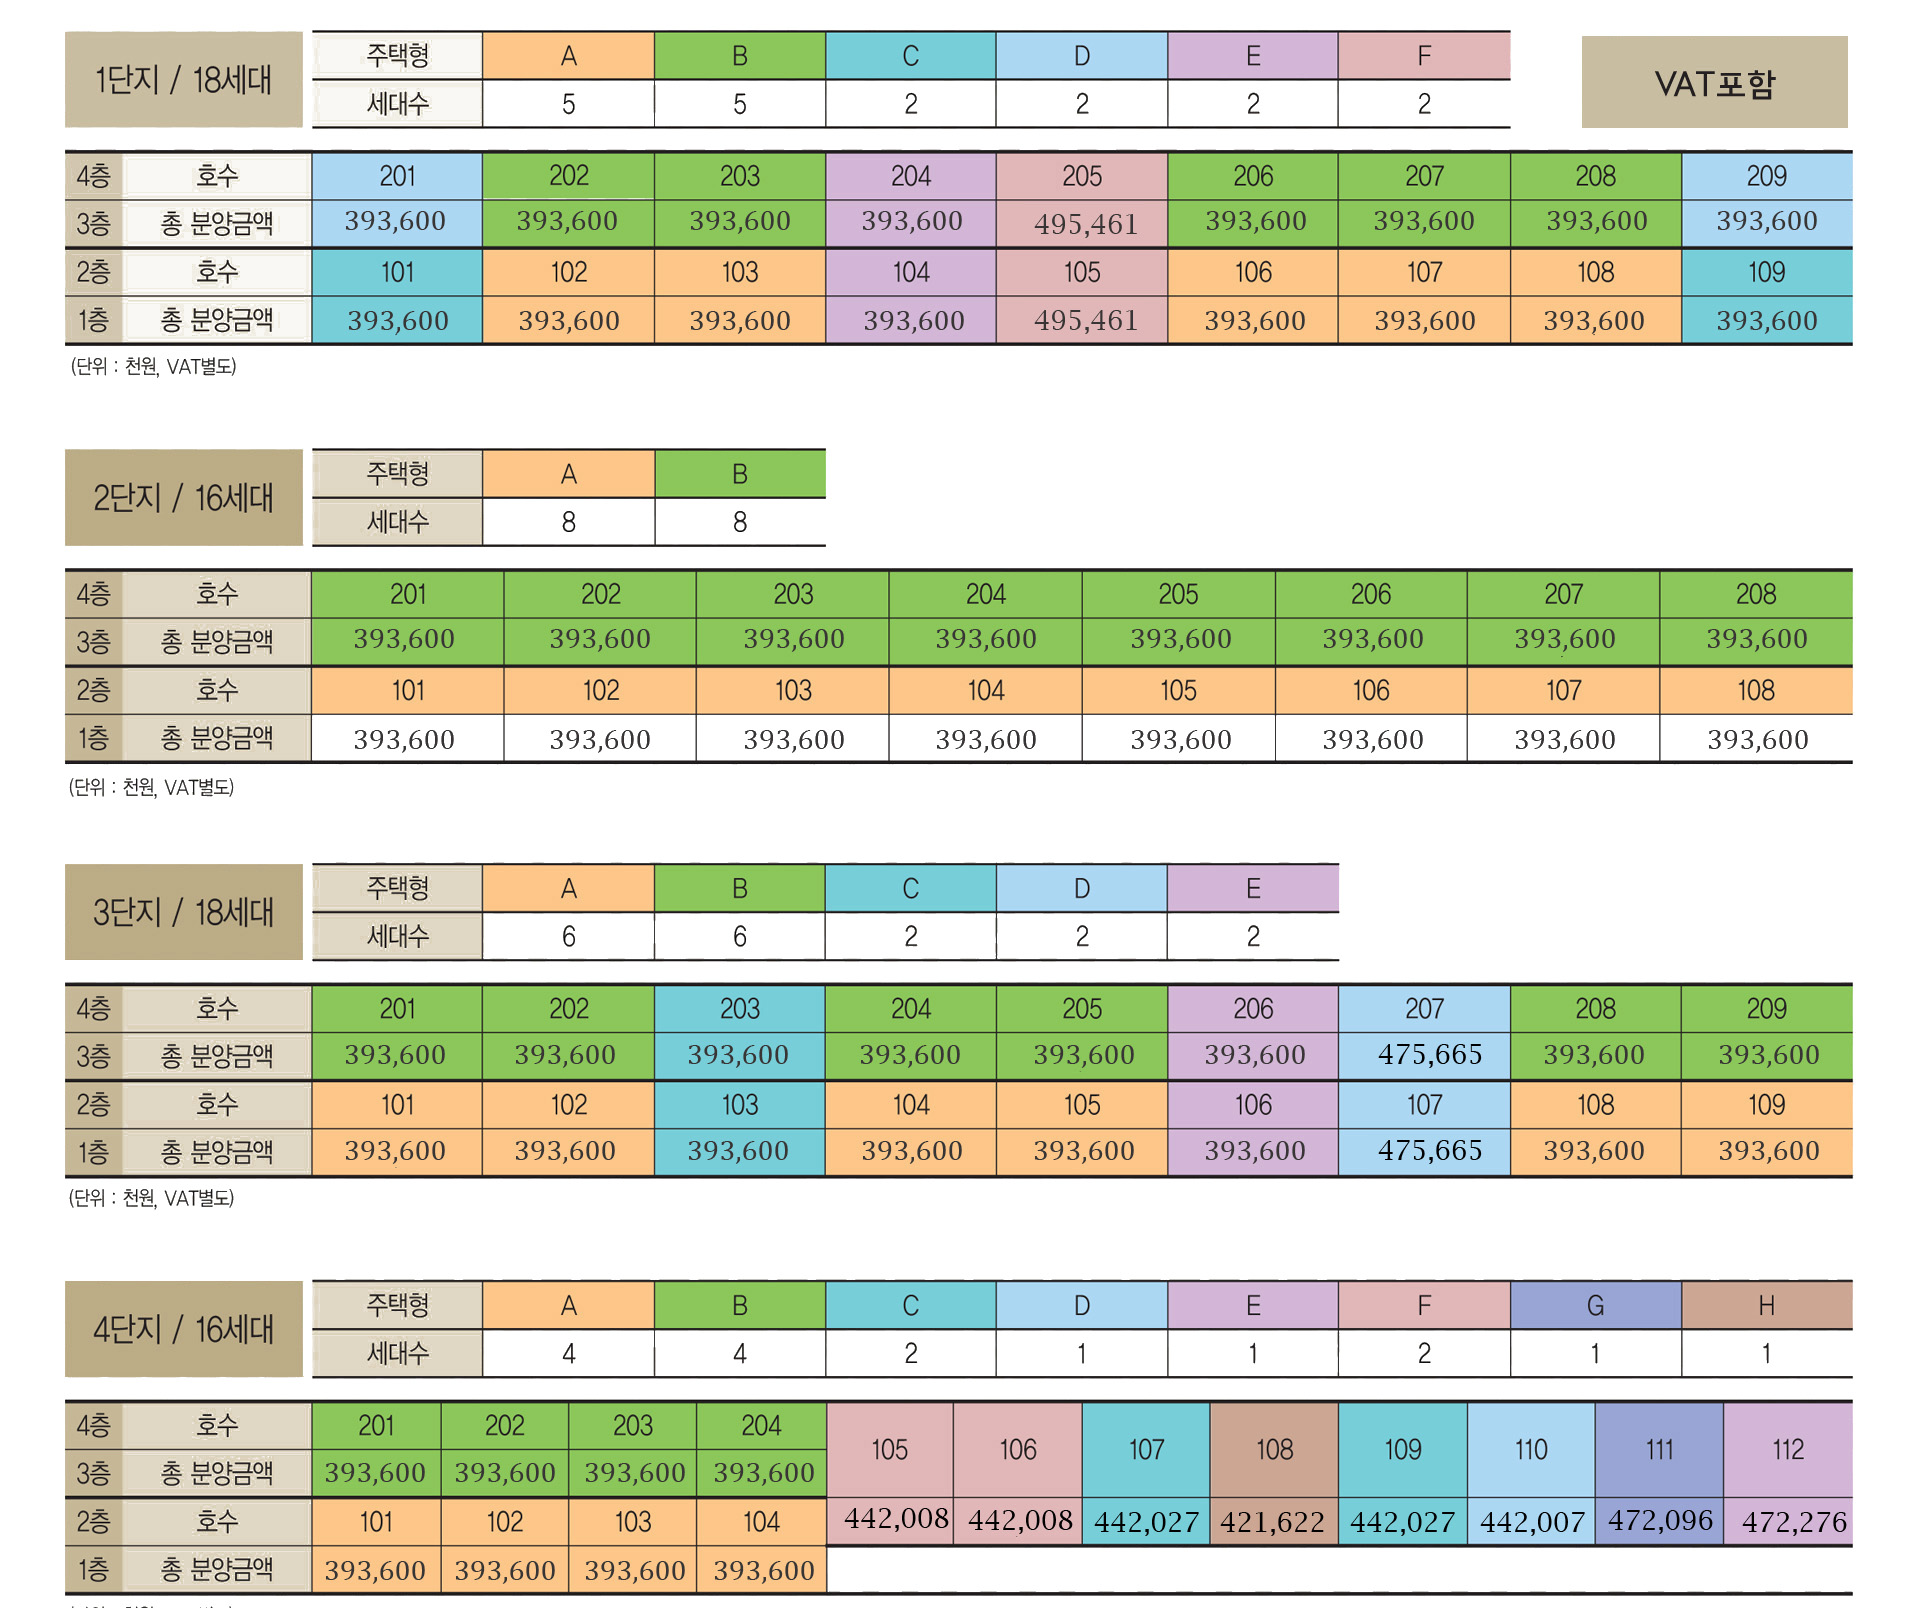 1단지 / 18세대
주택형 A B C D E F
세대수 5 5 2 2 2 2
VAT포함
4층 호수 201 202 203 204 205 206 207 208 209
3층 총 분양금액 393,600 393,600 393,600 393,600 495,461 393,600 393,600 393,600 393,600
2층 호수 101 102 103 104 105 106 107 108 109
1층 총 분양금액 393,600 393,600 393,600 393,600 495,461 393,600 393,600 393,600 393,600
(단위 : 천원, VAT별도)
2단지 / 16세대
주택형 A B
세대수 8 8
4층 호수 201 202 203 204 205 206 207 208
3층 총 분양금액 393,600 393,600 393,600 393,600 393,600 393,600 393,600 393,600
2층 호수 101 102 103 104 105 106 107 108
1층 총 분양금액 393,600 393,600 393,600 393,600 393,600 393,600 393,600 393,600
(단위 : 천원, VAT별도)
3단지 / 18세대
주택형 A B C D E
세대수 6 6 2 2 2
4층 호수 201 202 203 204 205 206 207 208 209
3층 총 분양금액 393,600 393,600 393,600 393,600 393,600 393,600 475,665 393,600 393,600
2층 호수 101 102 103 104 105 106 107 108 109
1층 총 분양금액 393,600 393,600 393,600 393,600 393,600 393,600 475,665 393,600 393,600
(단위 : 천원, VAT별도)
4단지 / 16세대
주택형 A B C D E F G H
세대수 4 4 2 1 1 2 1 1
4층 호수 201 202 203 204
105 106 107 108 109 110 111 112
3층 총 분양금액 393,600 393,600 393,600 393,600
2층 호수 101 102 103 104 442,008 442,008 442,027 421,622 442,027 442,007 472,096 472,276
1층 총 분양금액 393,600 393,600 393,600 393,600